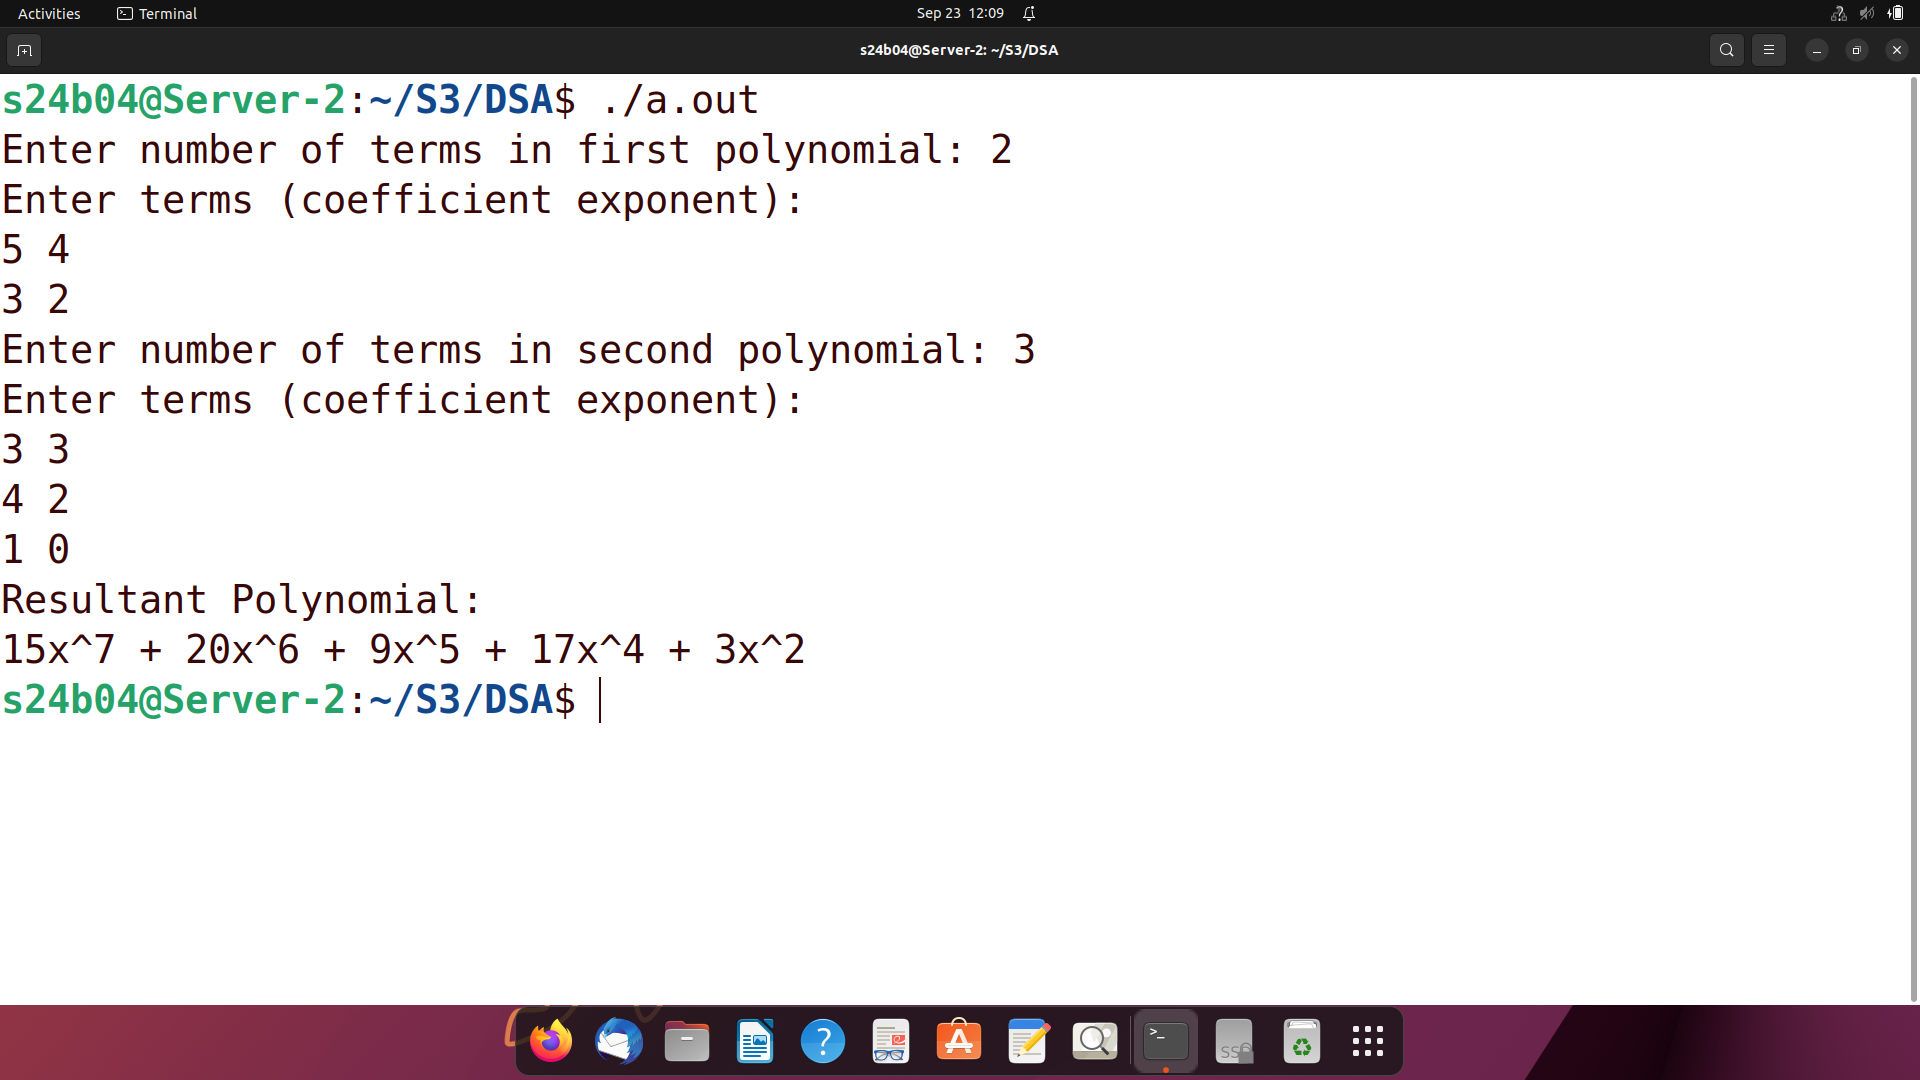 Activities Terminal Sep 23 12:09
s24b04@Server-2: ~/S3/DSA
s24b04@Server-2:~/S3/DSA$ ./a.out
Enter number of terms in first polynomial: 2
Enter terms (coefficient exponent):
5 4
3 2
Enter number of terms in second polynomial: 3
Enter terms (coefficient exponent):
3 3
4 2
1 0
Resultant Polynomial:
15x^7 + 20x^6 + 9x^5 + 17x^4 + 3x^2
s24b04@Server-2:~/S3/DSA$